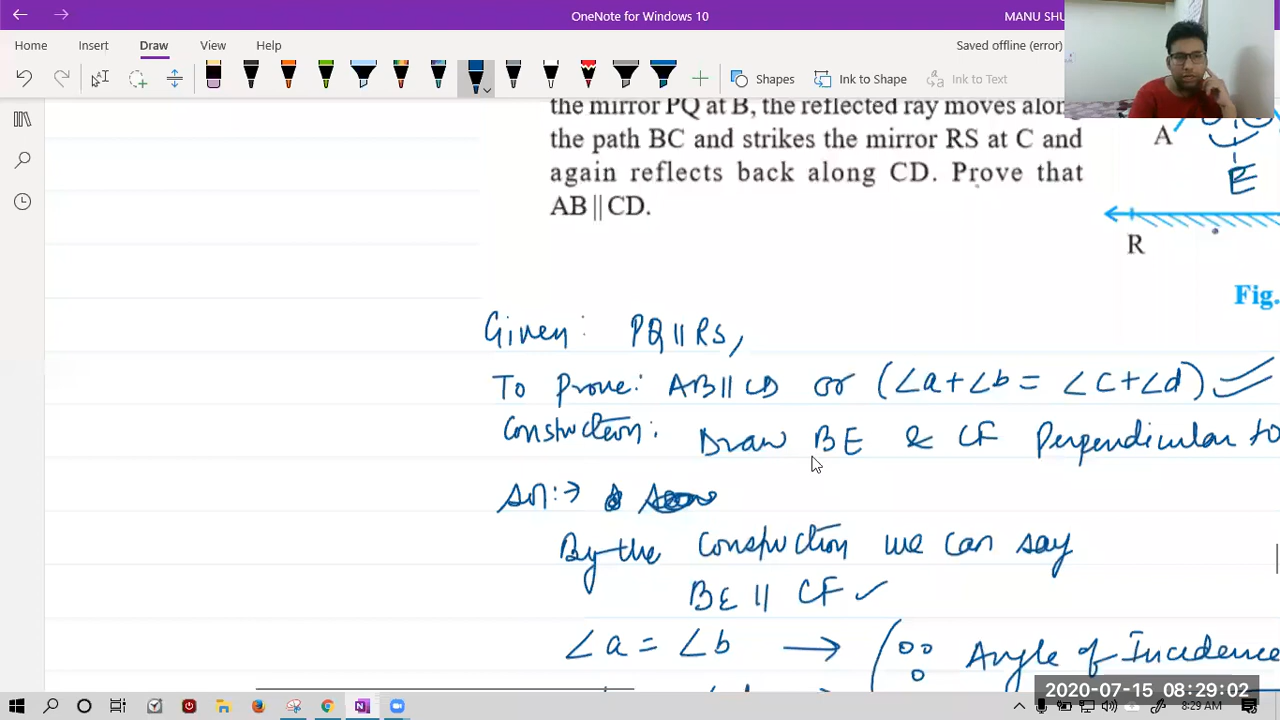 OneNote for Windows 10
MANU SHU
Home Insert Draw View Help
Saved offline (error)
Shapes Ink to Shape Ink to Text
the mirror PQ at B, the reflected ray moves along
the path BC and strikes the mirror RS at C and
again reflects back along CD. Prove that
AB || CD.
A
E
R
Fig.
Given: PQ || RS,
To Prove: AB || CD or (∠a+∠b = ∠c+∠d)
Construction: Draw BE & CF Perpendicular to
Sol:→
By the Construction we can say
BE || CF ✓
∠a = ∠b → (∵ Angle of Incidence
2020-07-15 08:29:02
8:29 AM